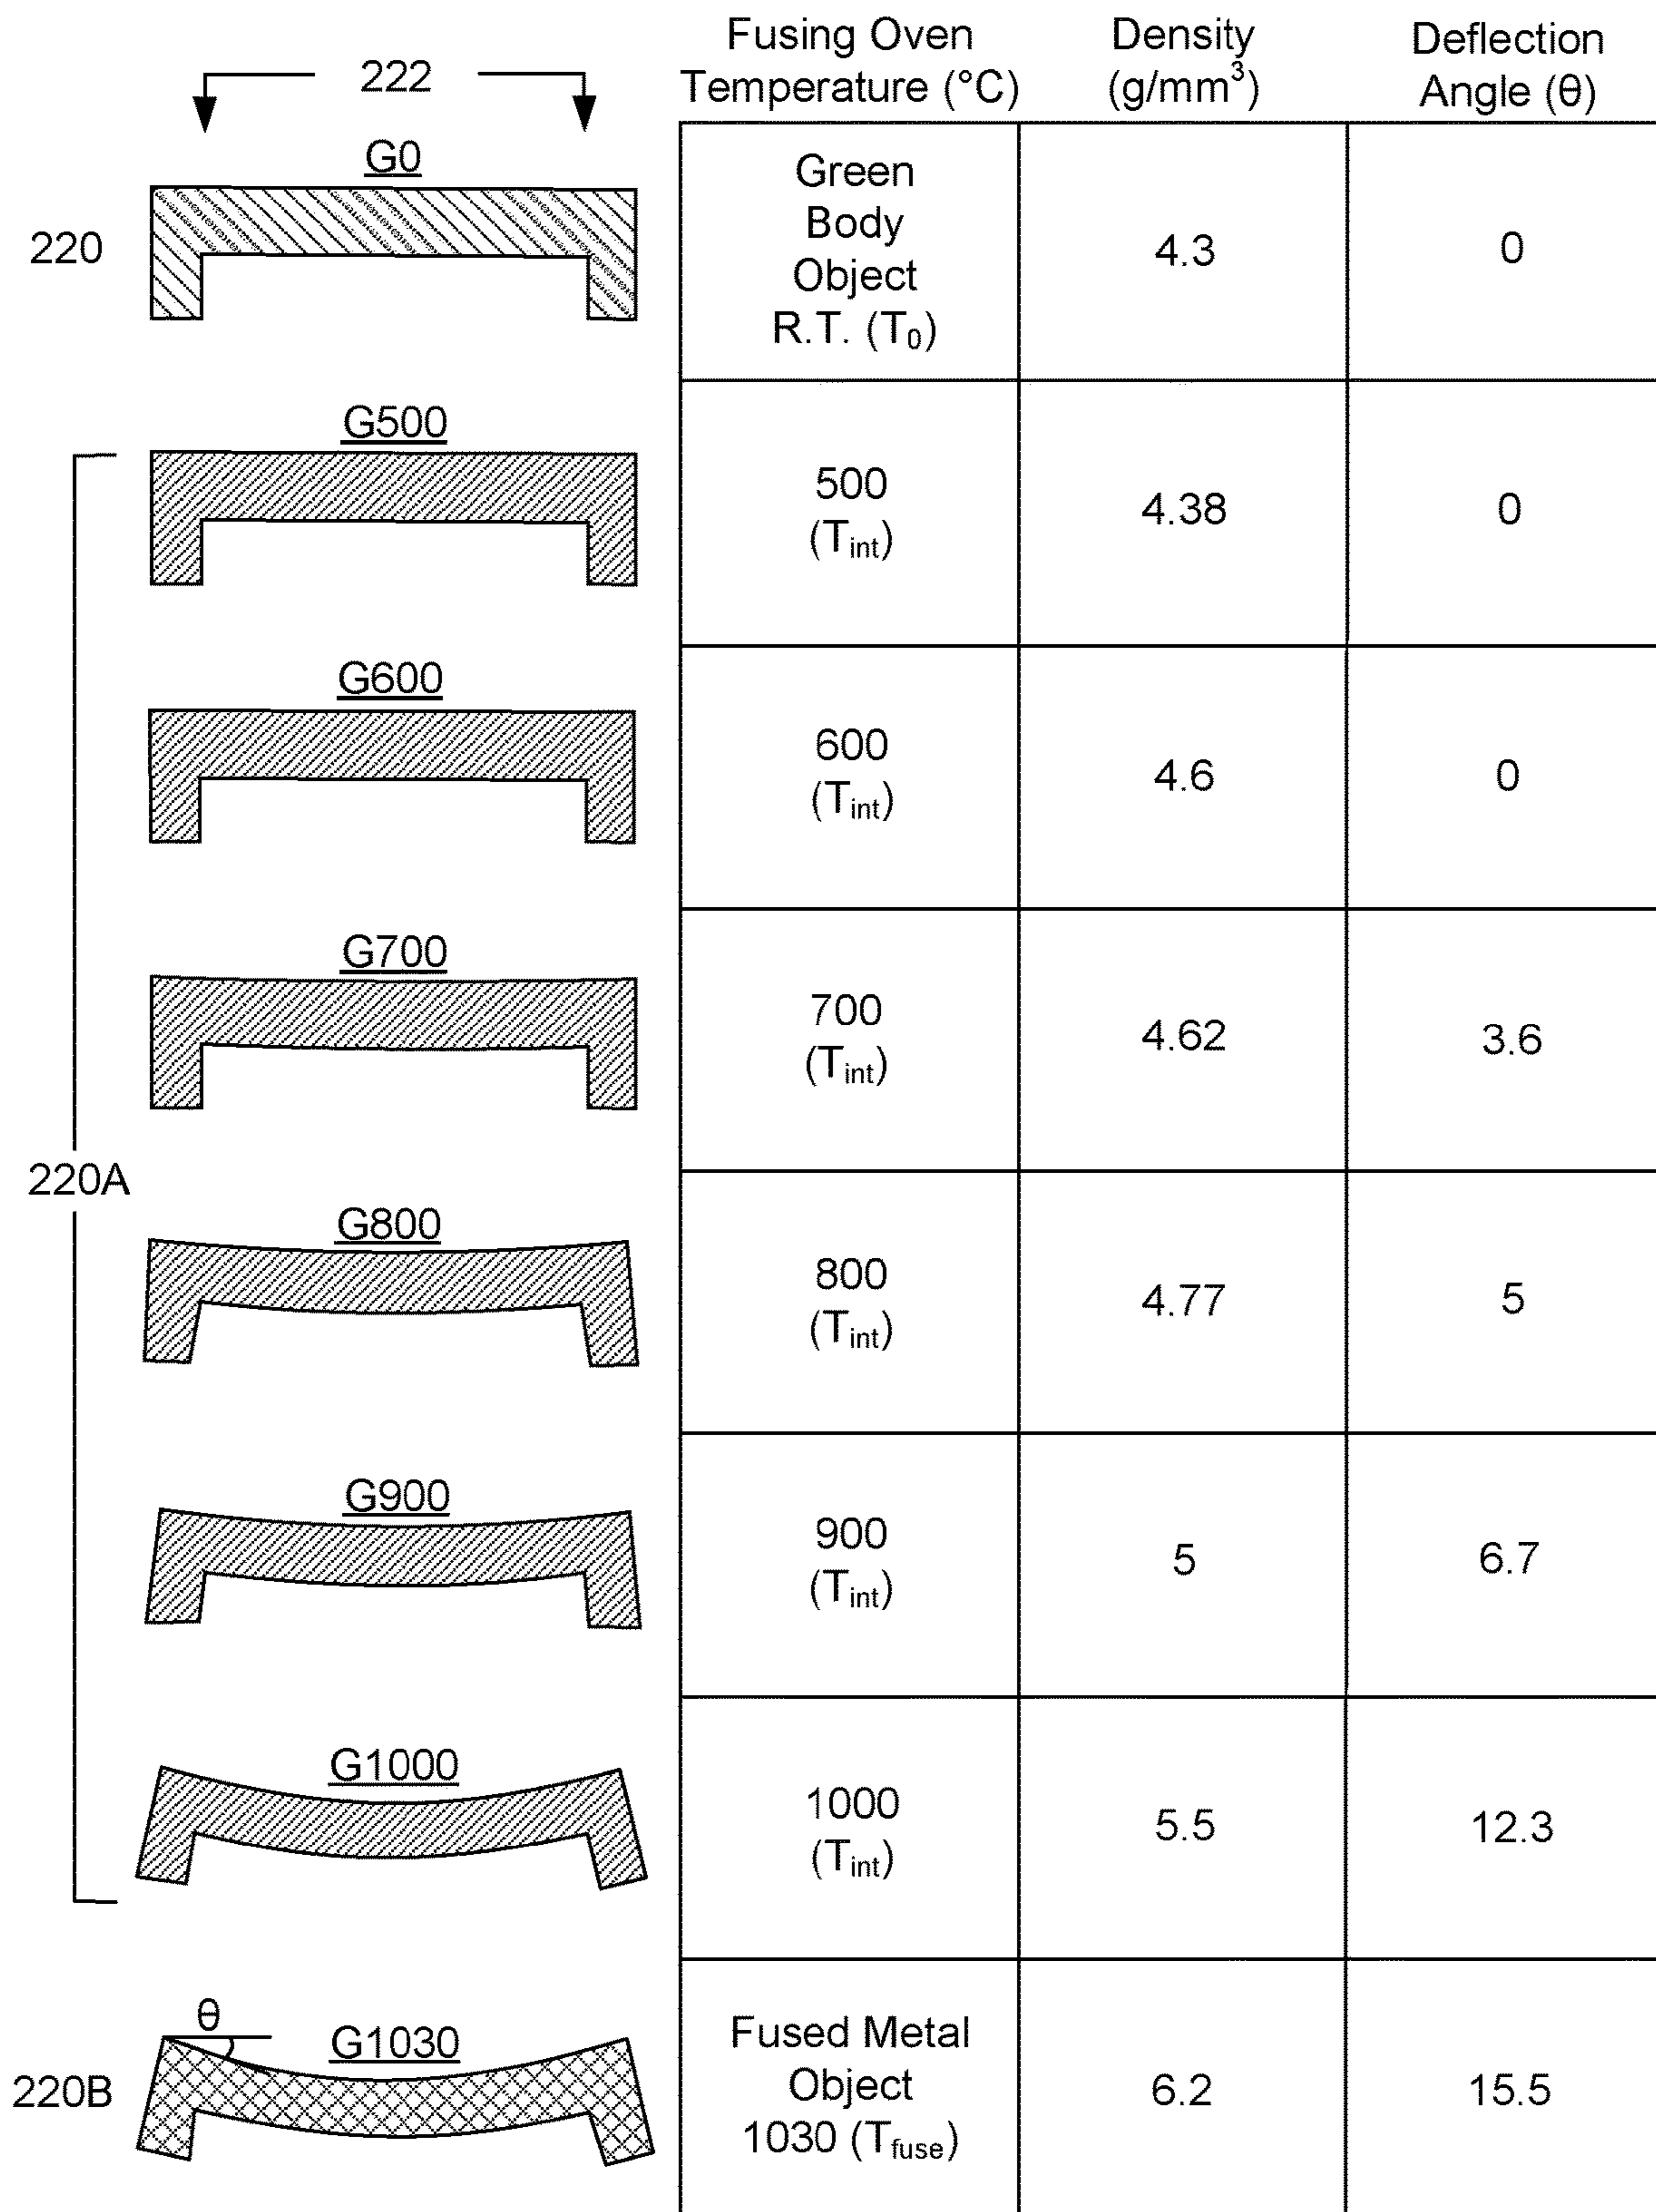 Fusing Oven Temperature (°C)
Density (g/mm³)
Deflection Angle (θ)
222
G0
220
Green
Body
Object
R.T. (T₀)
4.3
0
G500
500
(Tint)
4.38
0
G600
600
(Tint)
4.6
0
G700
700
(Tint)
4.62
3.6
220A
G800
800
(Tint)
4.77
5
G900
900
(Tint)
5
6.7
G1000
1000
(Tint)
5.5
12.3
θ
G1030
220B
Fused Metal
Object
1030 (Tfuse)
6.2
15.5